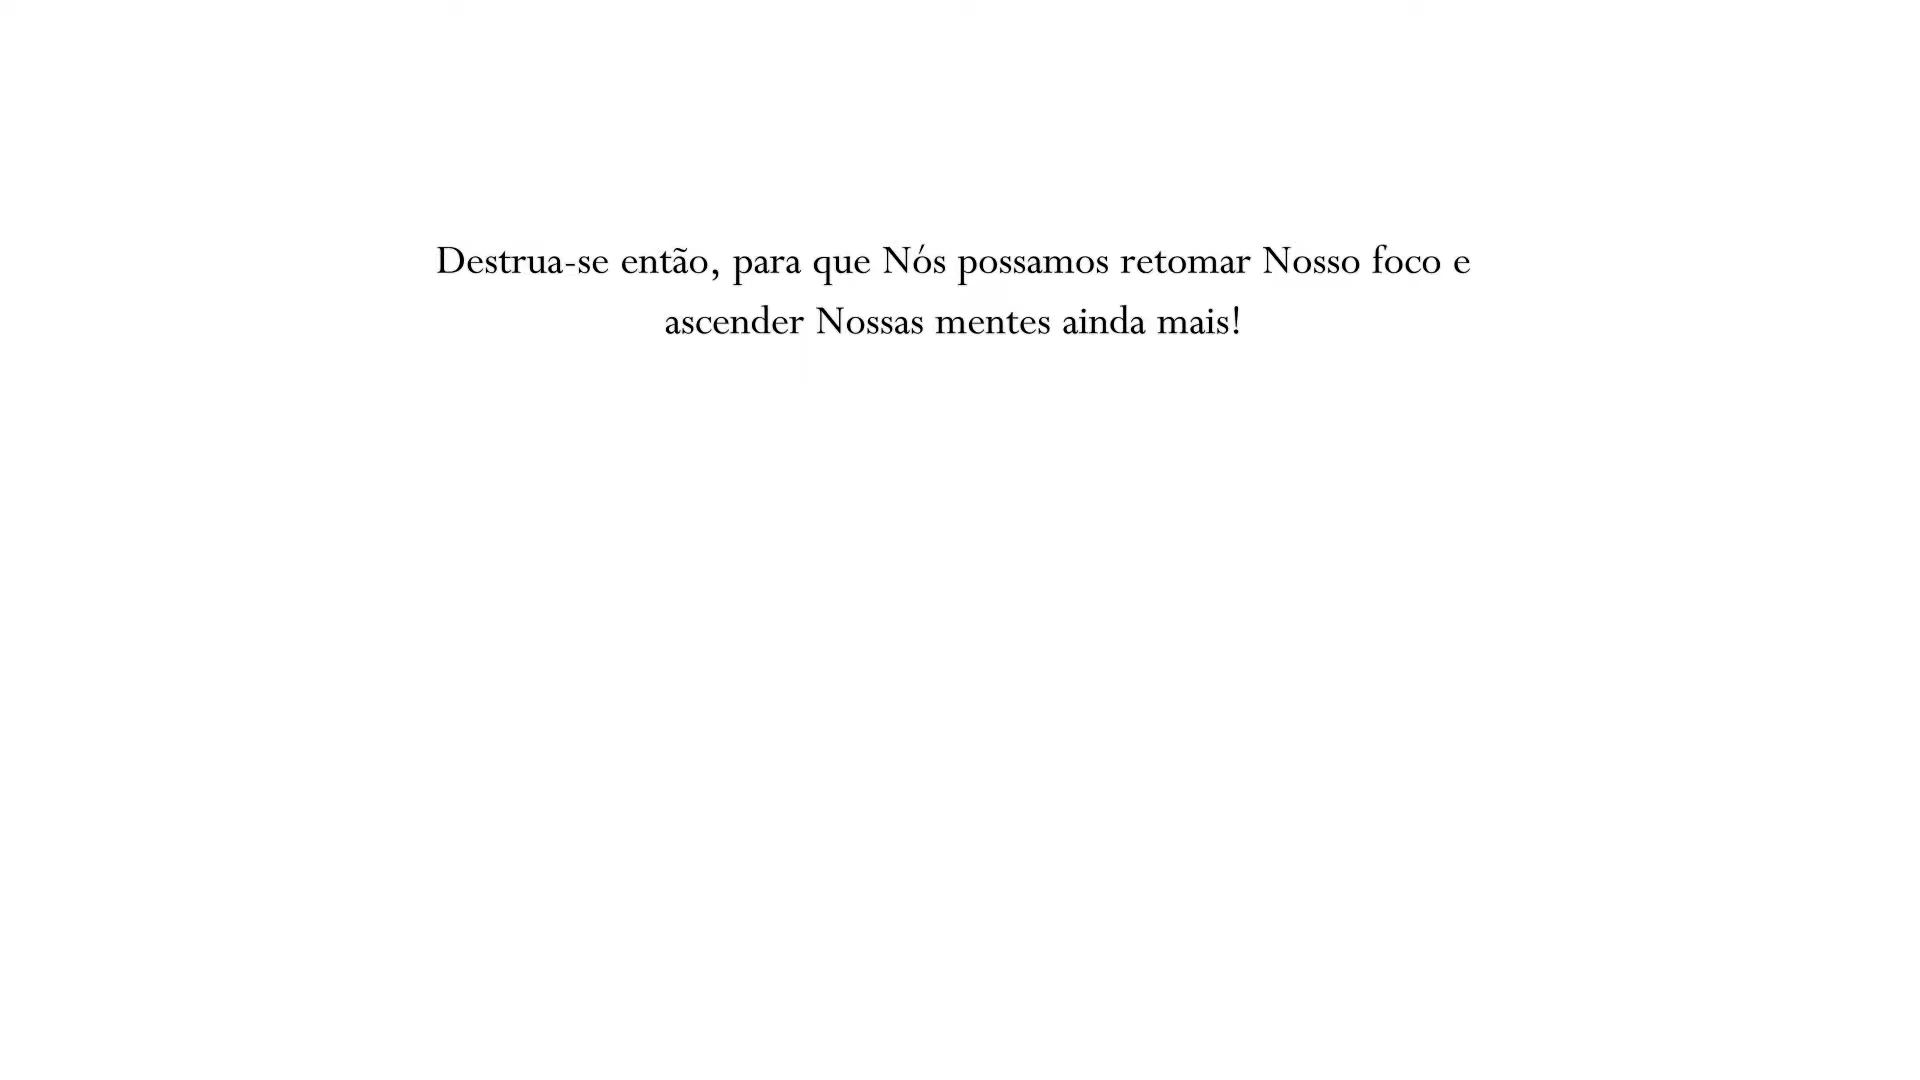 Destrua-se então, para que Nós possamos retomar Nosso foco e
ascender Nossas mentes ainda mais!